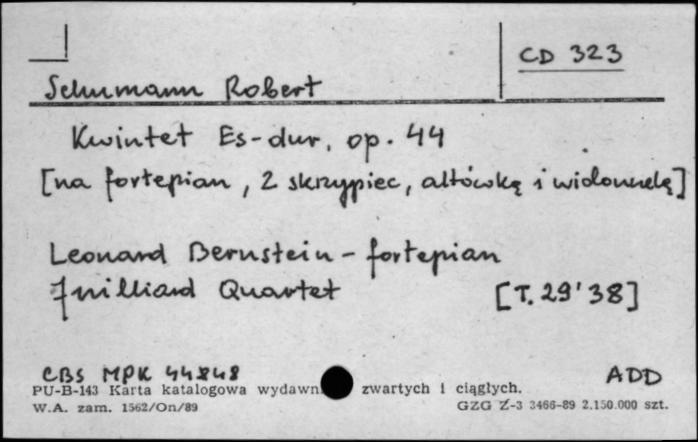 CD 323
Schumann Robert
Kwintet Es-dur, op. 44
[na fortepian, 2 skrzypiec, altówkę i wiolonczelę]
Leonard Bernstein - fortepian
Juilliard Quartet [T. 29'38]
CBS MPK 44848 ADD
PU-B-143 Karta katalogowa wydawn zwartych i ciągłych.
W.A. zam. 1562/On/89 GZG Z-3 3466-89 2.150.000 szt.